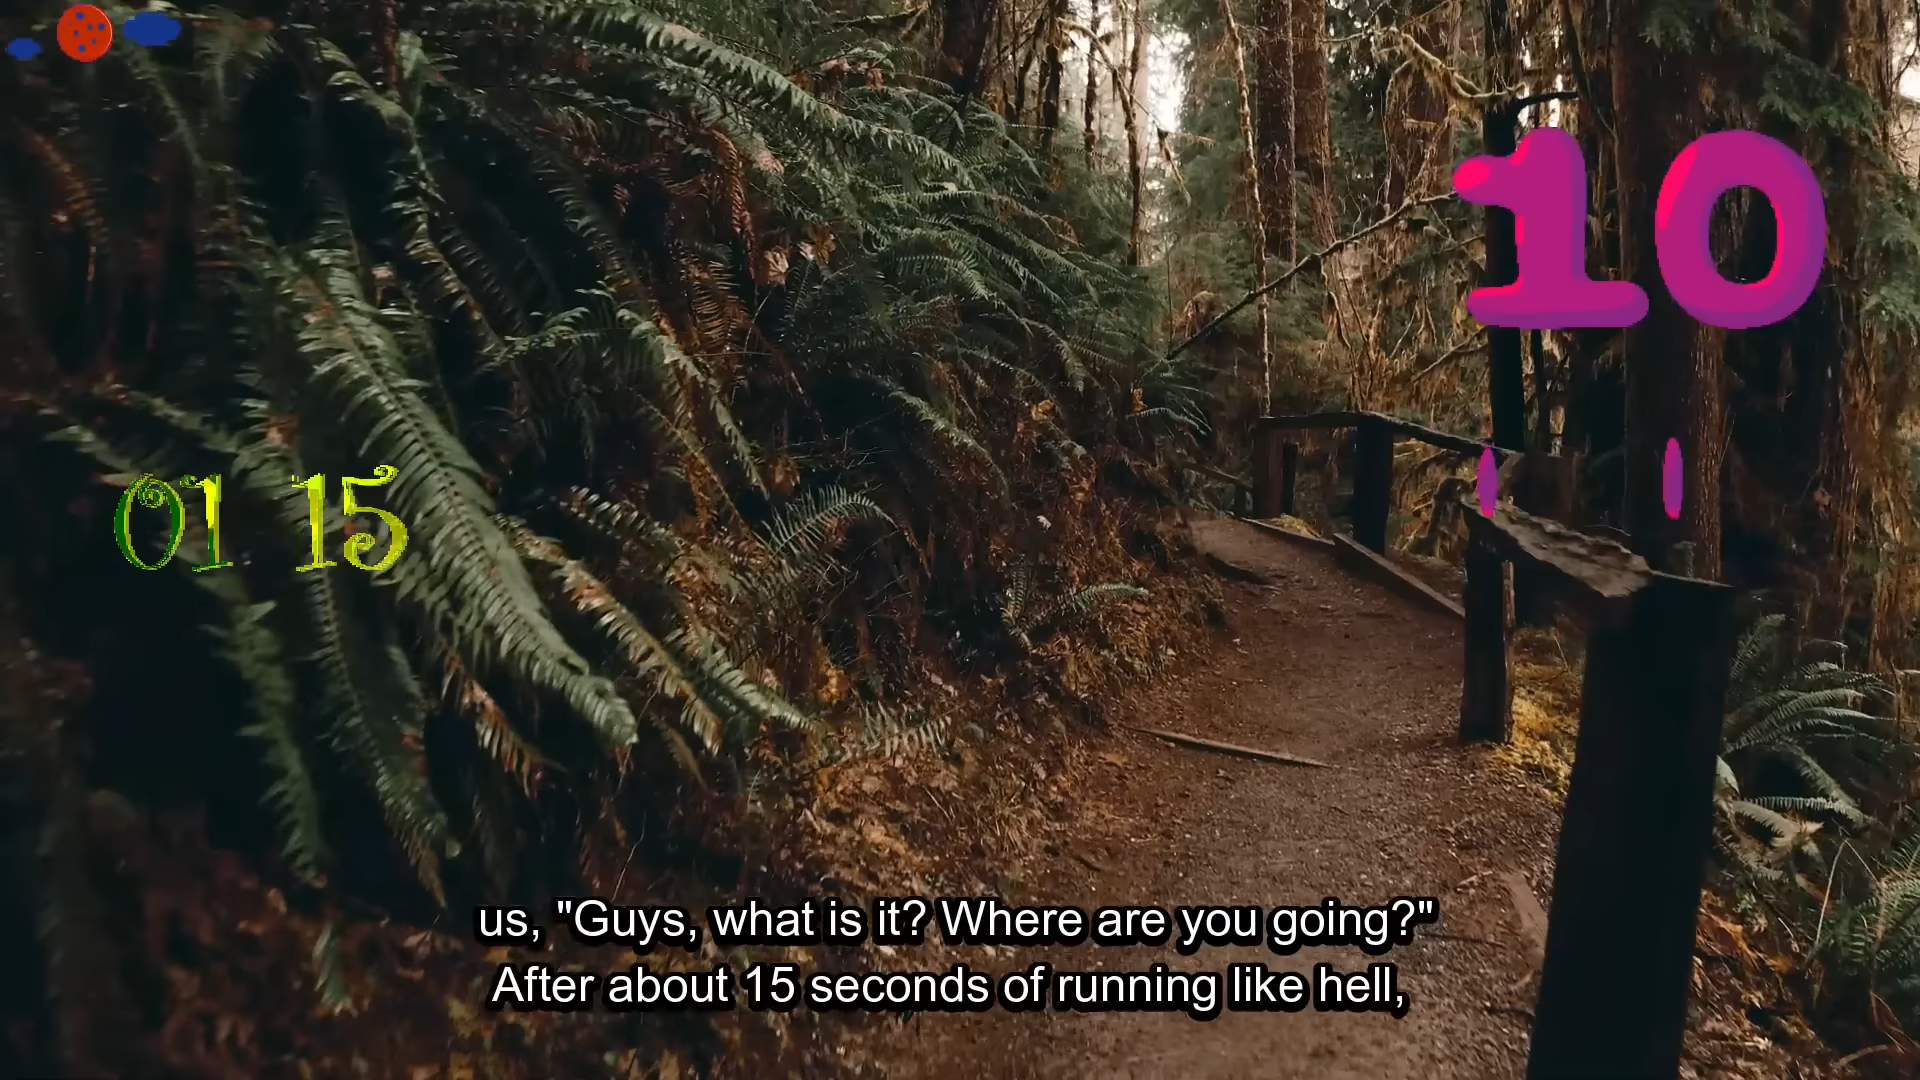 10
01 15
us, "Guys, what is it? Where are you going?"
After about 15 seconds of running like hell,